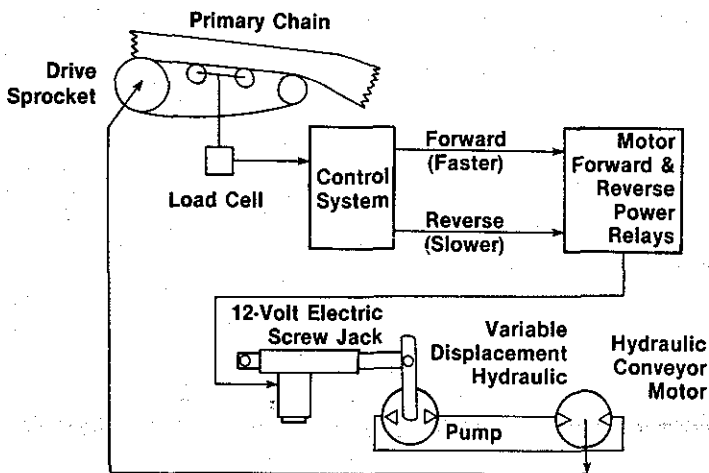 Primary Chain
Drive
Sprocket
Load Cell
Control
System
Forward
(Faster)
Reverse
(Slower)
Motor
Forward &
Reverse
Power
Relays
12-Volt Electric
Screw Jack
Variable
Displacement
Hydraulic
Pump
Hydraulic
Conveyor
Motor